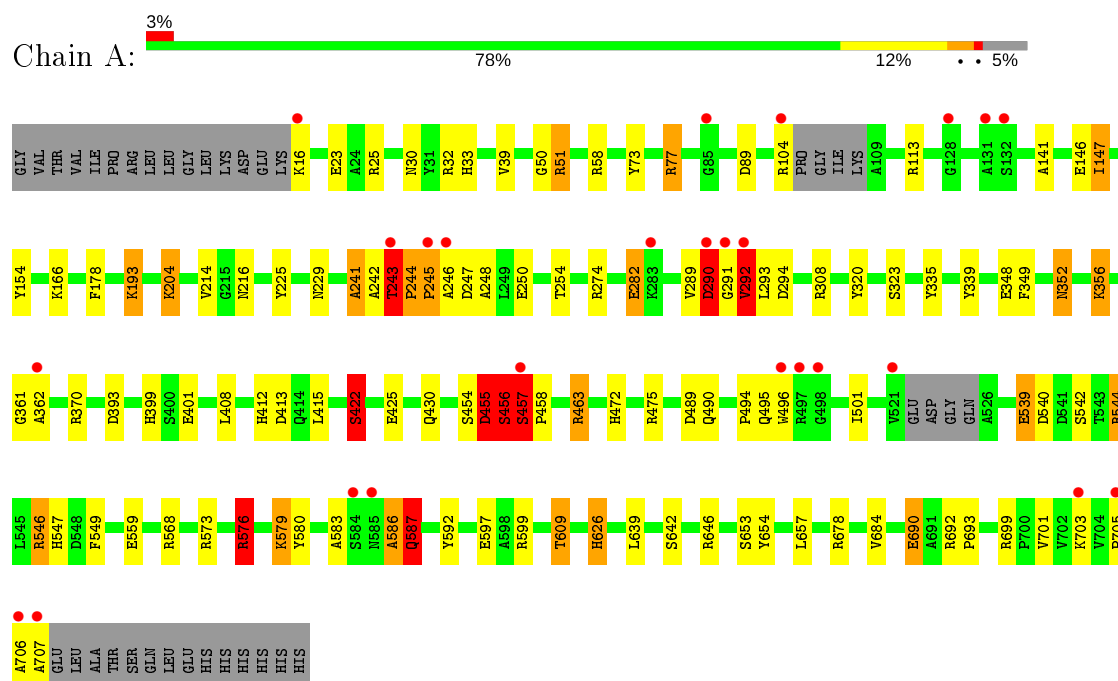 3%
Chain A:
78% 12% • • 5%
GLY VAL THR VAL ILE PRO ARG LEU LEU GLY LEU LYS ASP GLU LYS K16 E23 A24 R25 N30 Y31 R32 H33 V39 G50 R51 R58 Y73 R77 G85 D89 R104 PRO GLY ILE LYS A109 R113 G128 A131 S132 A141 E146 I147
Y154 K166 F178 K193 K204 V214 G215 N216 Y225 N229 A241 A242 T243 P244 P245 A246 D247 A248 L249 E250 T254 R274 E282 K283 V289 D290 G291 V292 L293 D294 R308 Y320 S323 Y335 Y339 E348 F349 N352 K356
G361 A362 R370 D393 H399 S400 E401 L408 H412 D413 Q414 L415 S422 E425 Q430 S454 D455 S456 S457 P458 R463 H472 R475 D489 Q490 P494 Q495 W496 R497 G498 I501 V521 GLU ASP GLY GLN A526 E539 D540 D541 S542 T543 R544
L545 R546 H547 D548 F549 E559 R568 R573 R576 K579 Y580 A583 S584 N585 A586 Q587 Y592 E597 A598 R599 T609 H626 L639 S642 R646 S653 Y654 L657 R678 V684 E690 A691 R692 P693 R699 P700 V701 V702 K703 V704
A706 A707 GLU LEU ALA THR SER GLN LEU GLU HIS HIS HIS HIS HIS HIS